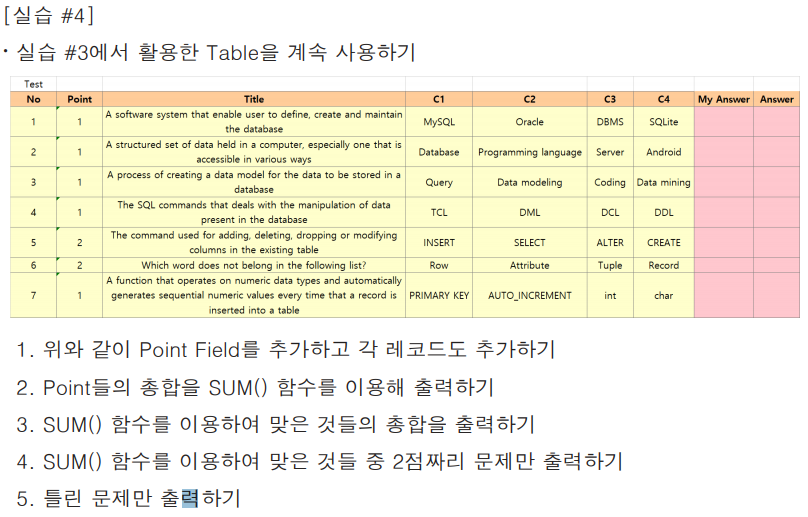 [실습 #4]
· 실습 #3에서 활용한 Table을 계속 사용하기
Test
No Point Title C1 C2 C3 C4 My Answer Answer
1 1 A software system that enable user to define, create and maintain
the database MySQL Oracle DBMS SQLite
2 1 A structured set of data held in a computer, especially one that is
accessible in various ways Database Programming language Server Android
3 1 A process of creating a data model for the data to be stored in a
database Query Data modeling Coding Data mining
4 1 The SQL commands that deals with the manipulation of data
present in the database TCL DML DCL DDL
5 2 The command used for adding, deleting, dropping or modifying
columns in the existing table INSERT SELECT ALTER CREATE
6 2 Which word does not belong in the following list? Row Attribute Tuple Record
7 1 A function that operates on numeric data types and automatically
generates sequential numeric values every time that a record is
inserted into a table PRIMARY KEY AUTO_INCREMENT int char
1. 위와 같이 Point Field를 추가하고 각 레코드도 추가하기
2. Point들의 총합을 SUM() 함수를 이용해 출력하기
3. SUM() 함수를 이용하여 맞은 것들의 총합을 출력하기
4. SUM() 함수를 이용하여 맞은 것들 중 2점짜리 문제만 출력하기
5. 틀린 문제만 출력하기